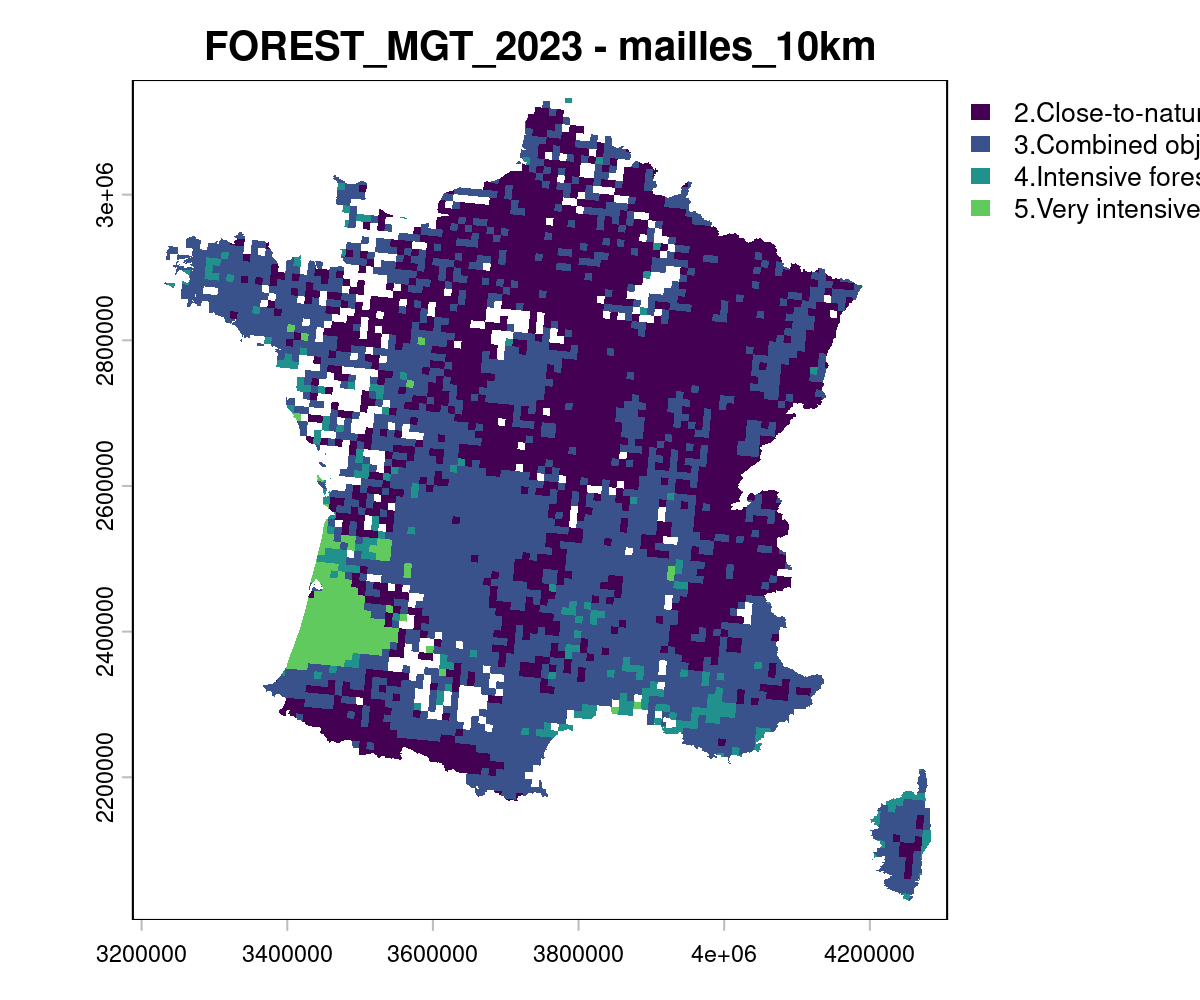 FOREST_MGT_2023 - mailles_10km
2.Close-to-natur
3.Combined obj
4.Intensive fores
5.Very intensive
3e+06
2800000
2600000
2400000
2200000
3200000 3400000 3600000 3800000 4e+06 4200000